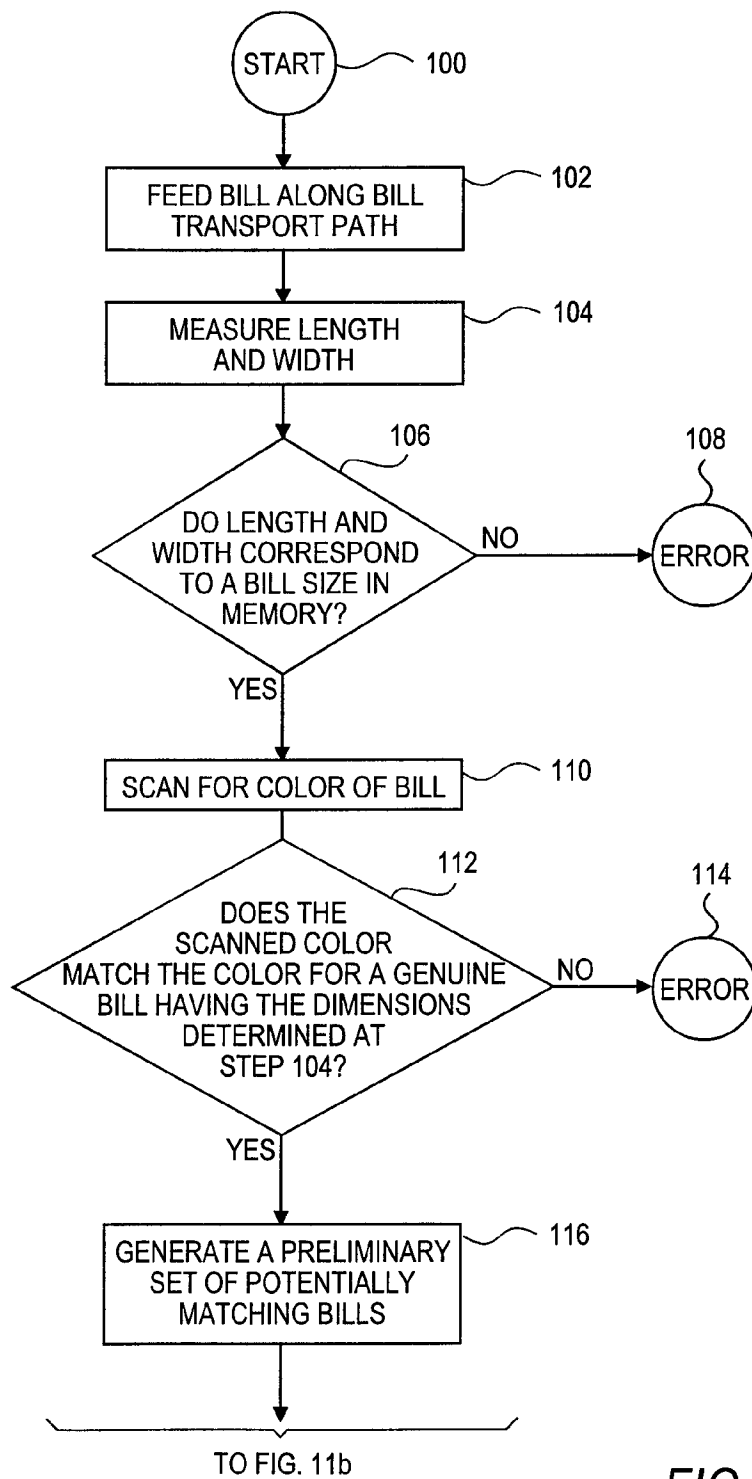 START
100
FEED BILL ALONG BILL
TRANSPORT PATH
102
MEASURE LENGTH
AND WIDTH
104
106
108
DO LENGTH AND
WIDTH CORRESPOND
TO A BILL SIZE IN
MEMORY?
NO
ERROR
YES
SCAN FOR COLOR OF BILL
110
112
114
DOES THE
SCANNED COLOR
MATCH THE COLOR FOR A GENUINE
BILL HAVING THE DIMENSIONS
DETERMINED AT
STEP 104?
NO
ERROR
YES
GENERATE A PRELIMINARY
SET OF POTENTIALLY
MATCHING BILLS
116
TO FIG. 11b